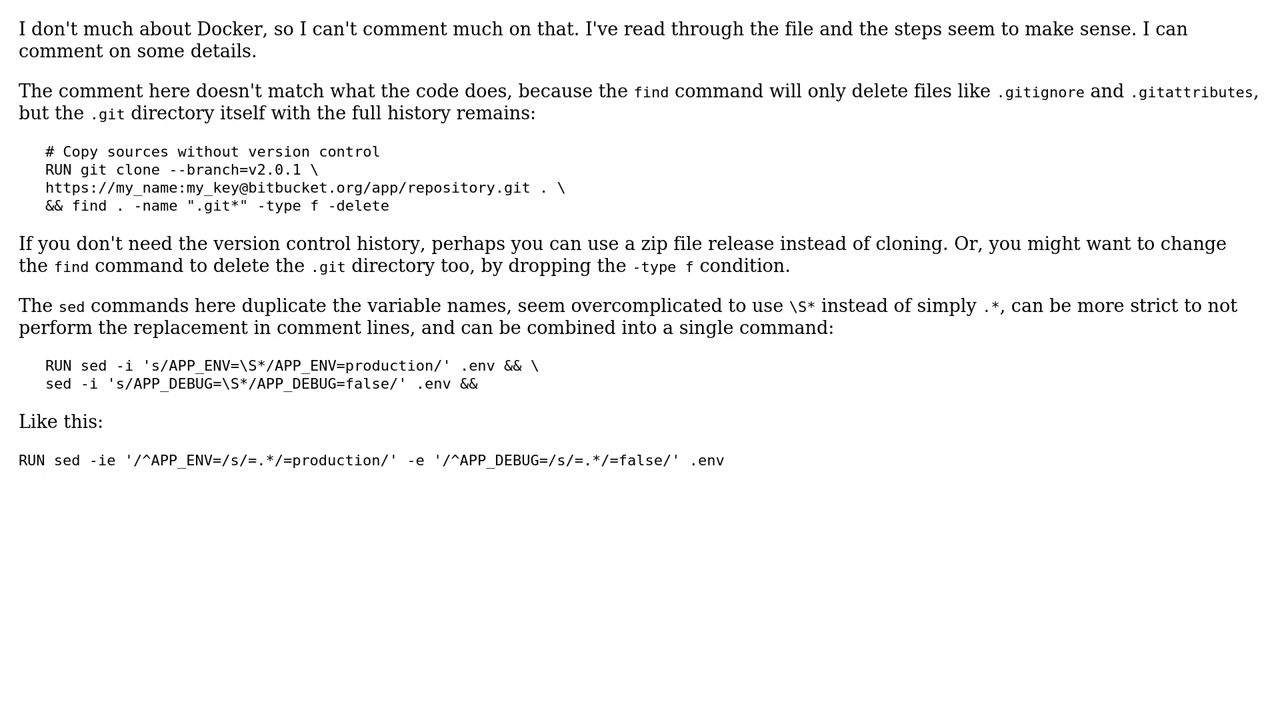 I don't much about Docker, so I can't comment much on that. I've read through the file and the steps seem to make sense. I can
comment on some details.
The comment here doesn't match what the code does, because the find command will only delete files like .gitignore and .gitattributes,
but the .git directory itself with the full history remains:
# Copy sources without version control
RUN git clone --branch=v2.0.1 \
https://my_name:my_key@bitbucket.org/app/repository.git . \
&& find . -name ".git*" -type f -delete
If you don't need the version control history, perhaps you can use a zip file release instead of cloning. Or, you might want to change
the find command to delete the .git directory too, by dropping the -type f condition.
The sed commands here duplicate the variable names, seem overcomplicated to use \S* instead of simply .*, can be more strict to not
perform the replacement in comment lines, and can be combined into a single command:
RUN sed -i 's/APP_ENV=\S*/APP_ENV=production/' .env && \
sed -i 's/APP_DEBUG=\S*/APP_DEBUG=false/' .env &&
Like this:
RUN sed -ie '/^APP_ENV=/s/=.*/=production/' -e '/^APP_DEBUG=/s/=.*/=false/' .env